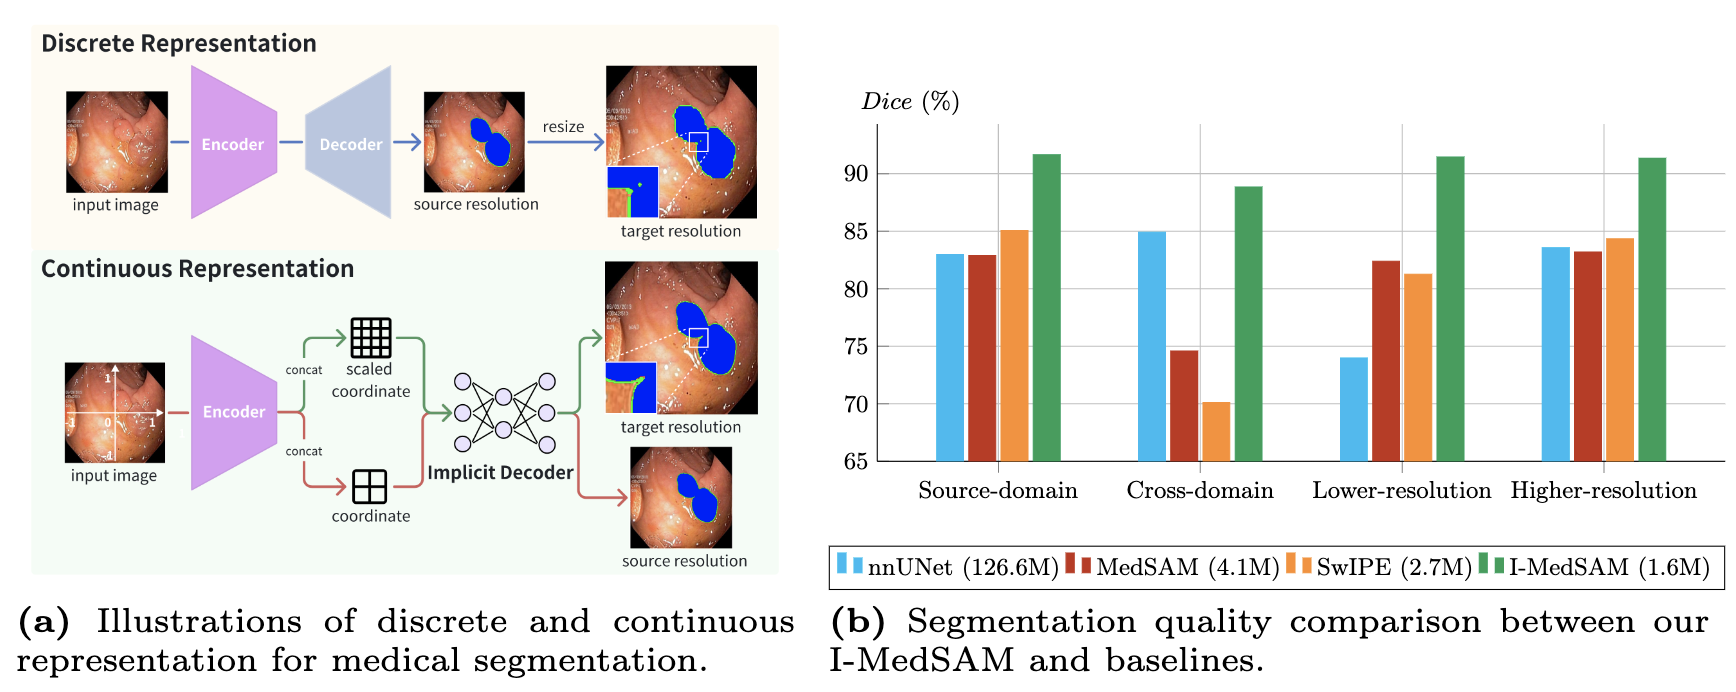 Discrete Representation
Encoder
Decoder
resize
input image
source resolution
target resolution
Continuous Representation
1
-1
0
1
-1
input image
Encoder
concat
concat
scaled
coordinate
coordinate
Implicit Decoder
target resolution
source resolution
(a) Illustrations of discrete and continuous
representation for medical segmentation.
Dice (%)
90
85
80
75
70
65
Source-domain
Cross-domain
Lower-resolution
Higher-resolution
nnUNet (126.6M)
MedSAM (4.1M)
SwIPE (2.7M)
I-MedSAM (1.6M)
(b) Segmentation quality comparison between our
I-MedSAM and baselines.